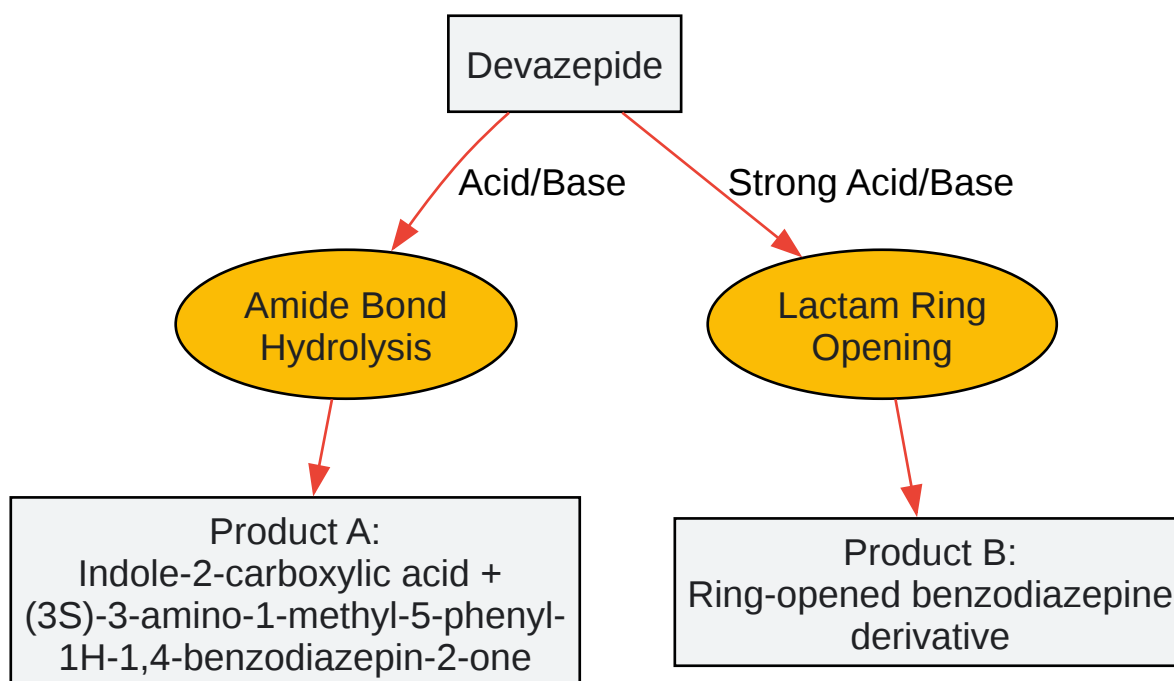 Devazepide
Acid/Base
Strong Acid/Base
Amide Bond
Hydrolysis
Lactam Ring
Opening
Product A:
Indole-2-carboxylic acid +
(3S)-3-amino-1-methyl-5-phenyl-
1H-1,4-benzodiazepin-2-one
Product B:
Ring-opened benzodiazepine
derivative